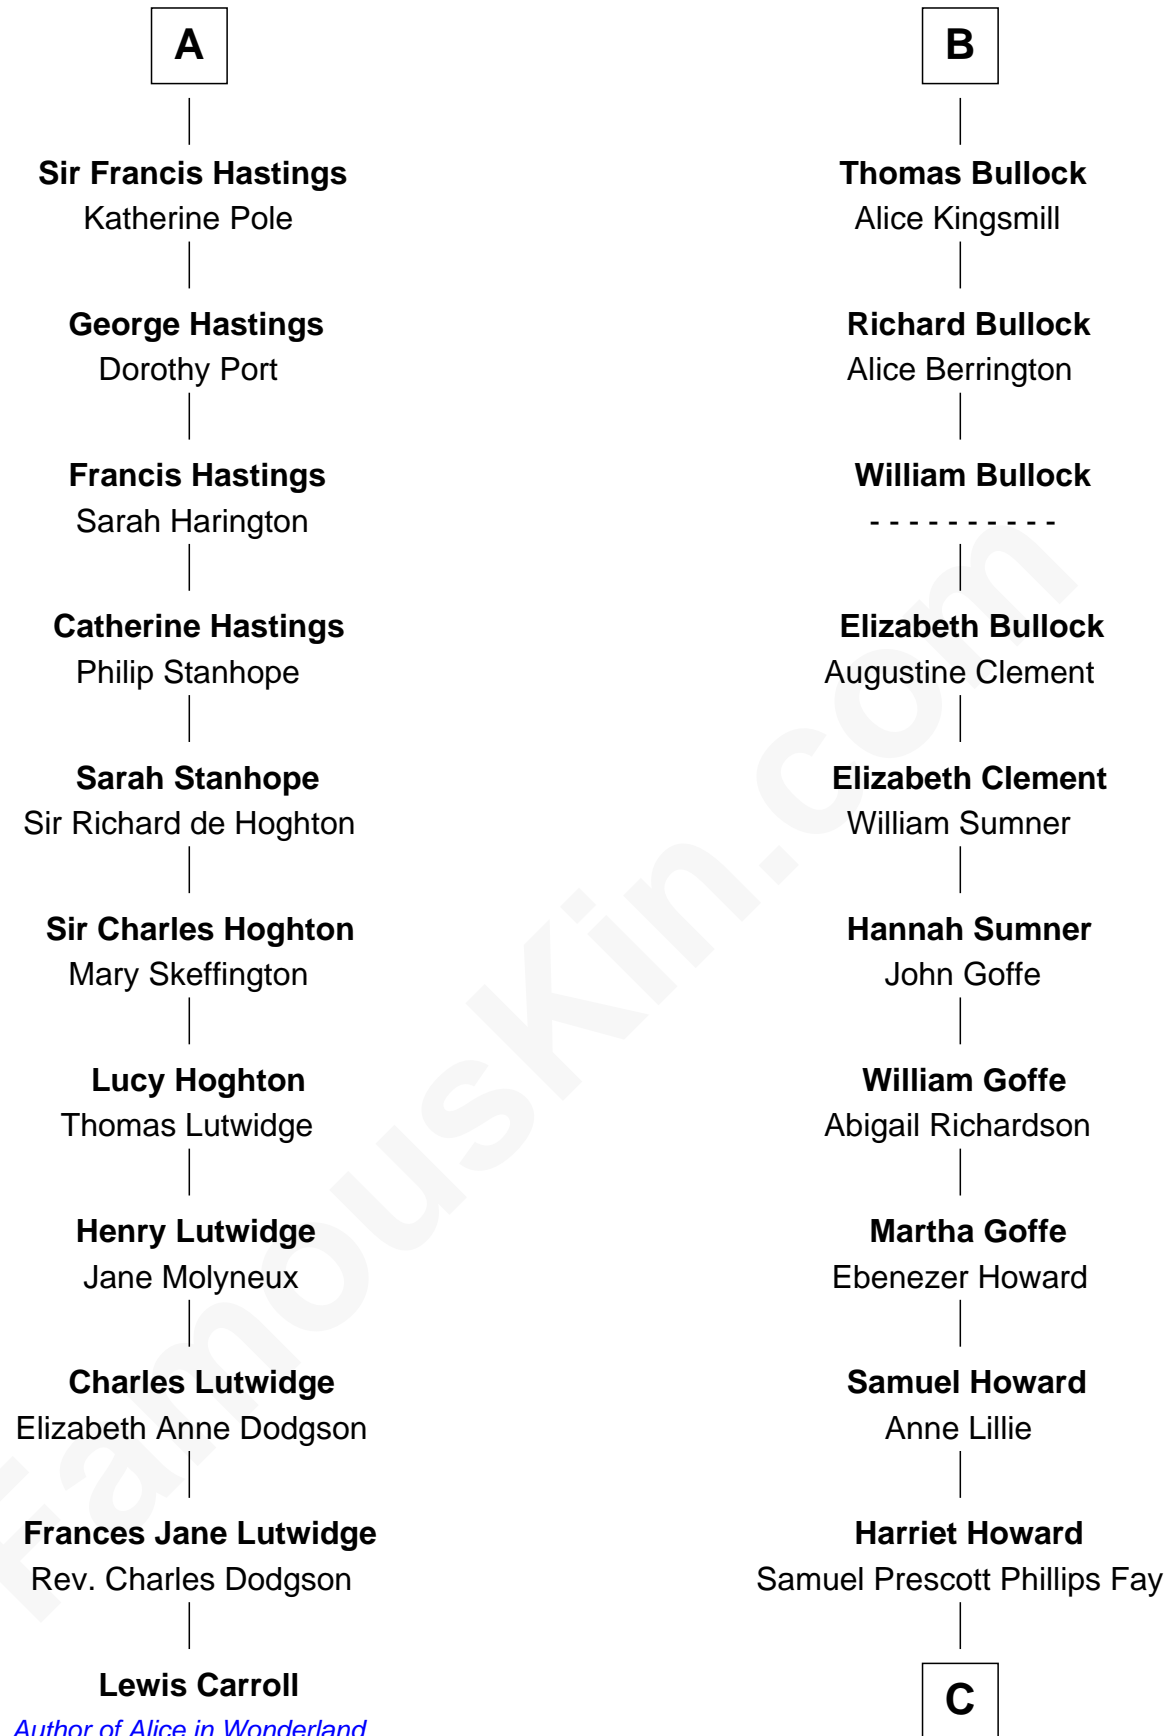 A
Sir Francis Hastings
Katherine Pole
George Hastings
Dorothy Port
Francis Hastings
Sarah Harington
Catherine Hastings
Philip Stanhope
Sarah Stanhope
Sir Richard de Hoghton
Sir Charles Hoghton
Mary Skeffington
Lucy Hoghton
Thomas Lutwidge
Henry Lutwidge
Jane Molyneux
Charles Lutwidge
Elizabeth Anne Dodgson
Frances Jane Lutwidge
Rev. Charles Dodgson
Lewis Carroll
Author of Alice in Wonderland
B
Thomas Bullock
Alice Kingsmill
Richard Bullock
Alice Berrington
William Bullock
- - - - - - - - - -
Elizabeth Bullock
Augustine Clement
Elizabeth Clement
William Sumner
Hannah Sumner
John Goffe
William Goffe
Abigail Richardson
Martha Goffe
Ebenezer Howard
Samuel Howard
Anne Lillie
Harriet Howard
Samuel Prescott Phillips Fay
C
FamousKin.com